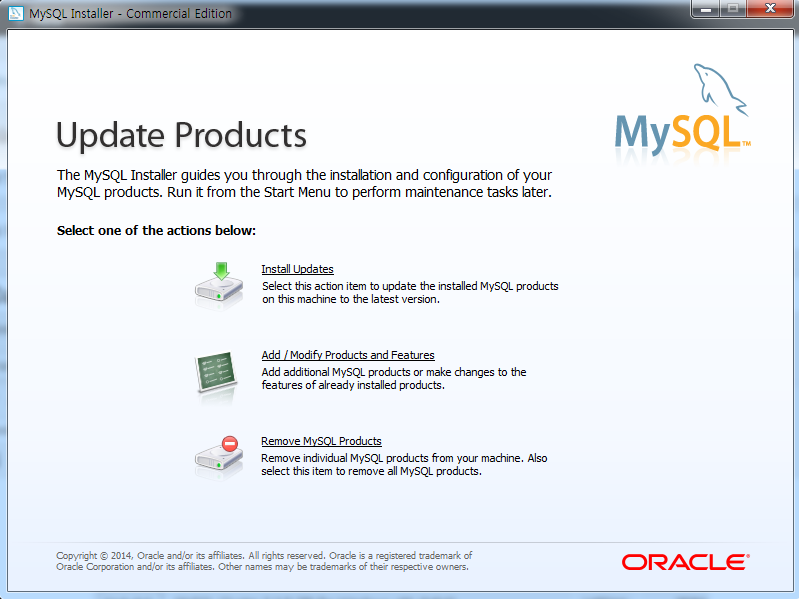 MySQL Installer - Commercial Edition
MySQL™
Update Products
The MySQL Installer guides you through the installation and configuration of your
MySQL products. Run it from the Start Menu to perform maintenance tasks later.
Select one of the actions below:
Install Updates
Select this action item to update the installed MySQL products
on this machine to the latest version.
Add / Modify Products and Features
Add additional MySQL products or make changes to the
features of already installed products.
Remove MySQL Products
Remove individual MySQL products from your machine. Also
select this item to remove all MySQL products.
Copyright © 2014, Oracle and/or its affiliates. All rights reserved. Oracle is a registered trademark of
Oracle Corporation and/or its affiliates. Other names may be trademarks of their respective owners.
ORACLE®